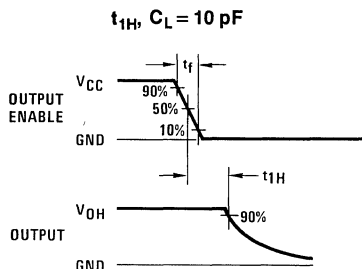 t1H, CL = 10 pF
tf
VCC
90%
OUTPUT
ENABLE
50%
10%
GND
t1H
VOH
90%
OUTPUT
GND